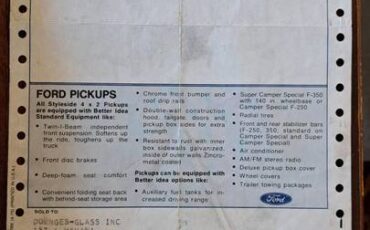 FORD PICKUPS
All Styleside 4 x 2 Pickups
are equipped with Better Idea
Standard Equipment like:
• Twin-I-Beam independent
front suspension. Softens up
the ride, toughens up the
truck
• Front disc brakes
• Deep-foam seat comfort
• Convenient folding seat back
with behind-seat storage area
• Chrome front bumper and
roof drip rails
• Double-wall construction
hood, tailgate, doors and
pickup box sides for extra
strength
• Resistant to rust with inner
box sidewalls galvanized,
inside of outer walls Zincro-
metal coated
Pickups can be equipped with
Better Idea options like:
• Auxiliary fuel tanks for in-
creased driving range
• Super Camper Special F-350
with 140 in. wheelbase or
Camper Special F-250
• Radial tires
• Front and rear stabilizer bars
(F-250, 350, standard on
Camper Special and Super
Camper Special)
• Air conditioner
• AM/FM stereo radio
• Deluxe pickup box cover
• Wheel covers
• Trailer towing packages
Ford
SOLD TO
DOENGES-GLASS INC
PRINTED IN U.S.A.